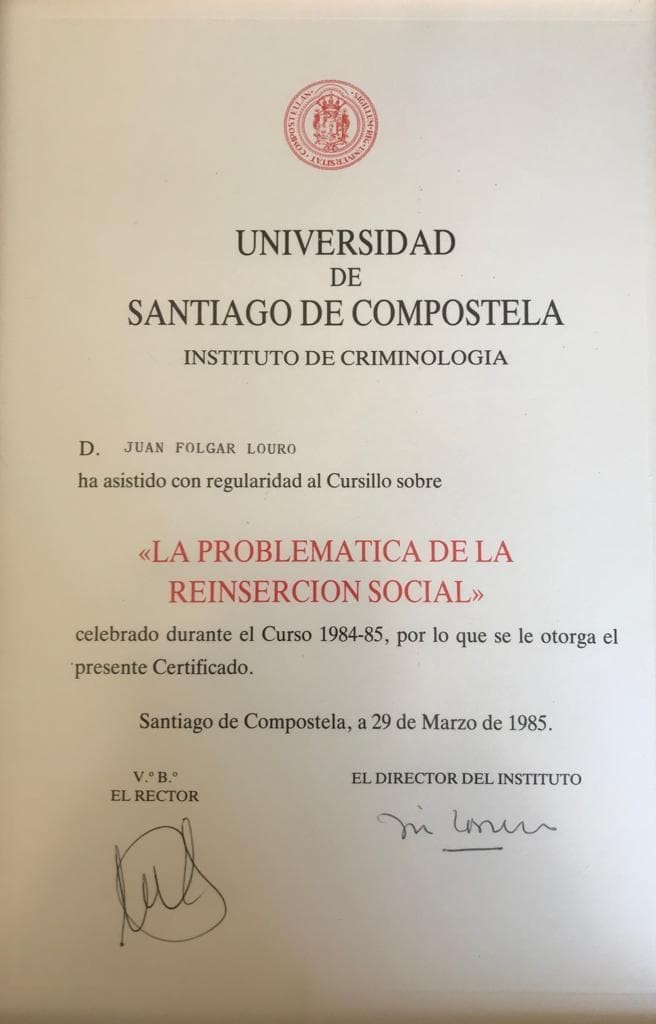 UNIVERSIDAD
DE
SANTIAGO DE COMPOSTELA
INSTITUTO DE CRIMINOLOGIA
D. JUAN FOLGAR LOURO
ha asistido con regularidad al Cursillo sobre
«LA PROBLEMATICA DE LA
REINSERCION SOCIAL»
celebrado durante el Curso 1984-85, por lo que se le otorga el
presente Certificado.
Santiago de Compostela, a 29 de Marzo de 1985.
V.º B.º
EL RECTOR
EL DIRECTOR DEL INSTITUTO